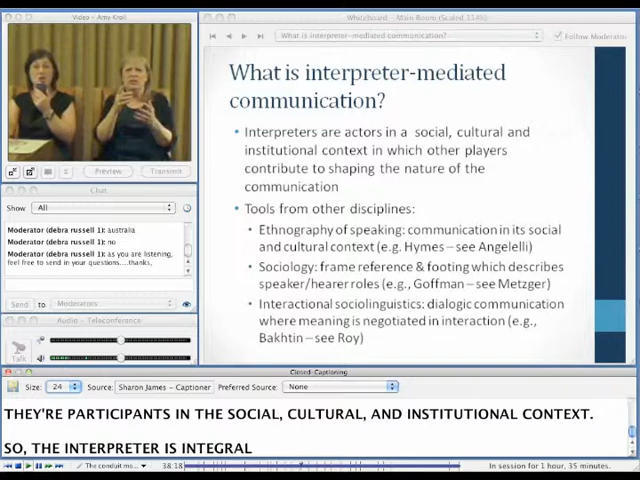 Video - Amy Kroll
Preview
Transmit
Chat
Show
All
Moderator (debra russell 1): australia
Moderator (debra russell 1): no
Moderator (debra russell 1): as you are listening,
feel free to send in your questions....thanks,
Send
to
Moderators
Audio - Teleconference
Talk
Whiteboard - Main Room (Scaled 114%)
What is interpreter-mediated communication?
Follow Moderator
What is interpreter-mediated
communication?
• Interpreters are actors in a social, cultural and
institutional context in which other players
contribute to shaping the nature of the
communication
• Tools from other disciplines:
• Ethnography of speaking: communication in its social
and cultural context (e.g. Hymes – see Angelelli)
• Sociology: frame reference & footing which describes
speaker/hearer roles (e.g., Goffman – see Metzger)
• Interactional sociolinguistics: dialogic communication
where meaning is negotiated in interaction (e.g.,
Bakhtin – see Roy)
Closed-Captioning
Size: 24 Source: Sharon James - Captioner Preferred Source: None
THEY'RE PARTICIPANTS IN THE SOCIAL, CULTURAL, AND INSTITUTIONAL CONTEXT.
SO, THE INTERPRETER IS INTEGRAL
The conduit mo...
38:18
In session for 1 hour, 35 minutes.